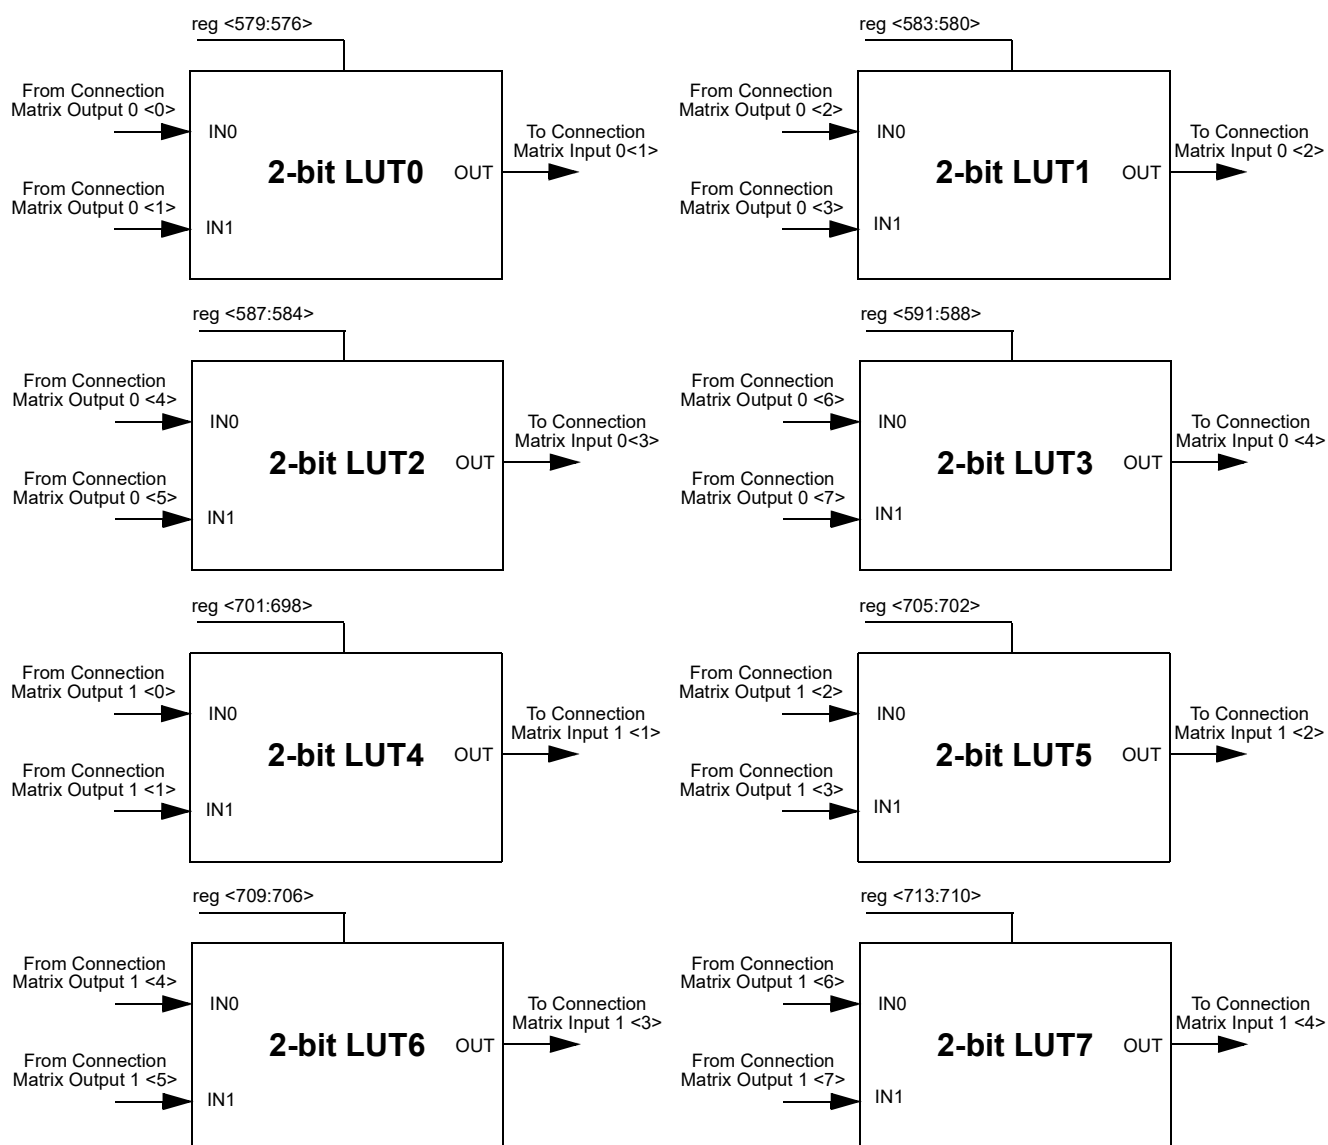 reg <579:576>
From Connection
Matrix Output 0 <0>
IN0
2-bit LUT0
OUT
To Connection
Matrix Input 0<1>
From Connection
Matrix Output 0 <1>
IN1
reg <583:580>
From Connection
Matrix Output 0 <2>
IN0
2-bit LUT1
OUT
To Connection
Matrix Input 0 <2>
From Connection
Matrix Output 0 <3>
IN1
reg <587:584>
From Connection
Matrix Output 0 <4>
IN0
2-bit LUT2
OUT
To Connection
Matrix Input 0<3>
From Connection
Matrix Output 0 <5>
IN1
reg <591:588>
From Connection
Matrix Output 0 <6>
IN0
2-bit LUT3
OUT
To Connection
Matrix Input 0 <4>
From Connection
Matrix Output 0 <7>
IN1
reg <701:698>
From Connection
Matrix Output 1 <0>
IN0
2-bit LUT4
OUT
To Connection
Matrix Input 1 <1>
From Connection
Matrix Output 1 <1>
IN1
reg <705:702>
From Connection
Matrix Output 1 <2>
IN0
2-bit LUT5
OUT
To Connection
Matrix Input 1 <2>
From Connection
Matrix Output 1 <3>
IN1
reg <709:706>
From Connection
Matrix Output 1 <4>
IN0
2-bit LUT6
OUT
To Connection
Matrix Input 1 <3>
From Connection
Matrix Output 1 <5>
IN1
reg <713:710>
From Connection
Matrix Output 1 <6>
IN0
2-bit LUT7
OUT
To Connection
Matrix Input 1 <4>
From Connection
Matrix Output 1 <7>
IN1